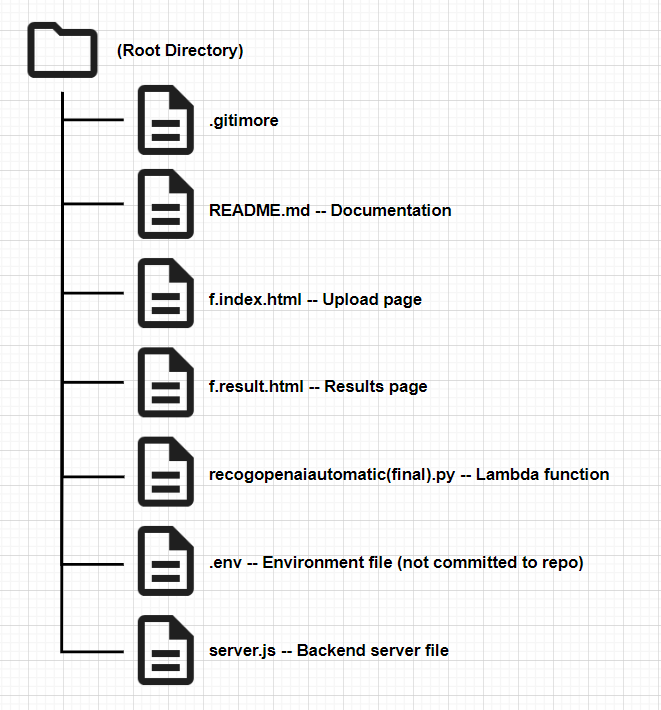 (Root Directory)
.gitimore
README.md -- Documentation
f.index.html -- Upload page
f.result.html -- Results page
recogopenaiautomatic(final).py -- Lambda function
.env -- Environment file (not committed to repo)
server.js -- Backend server file